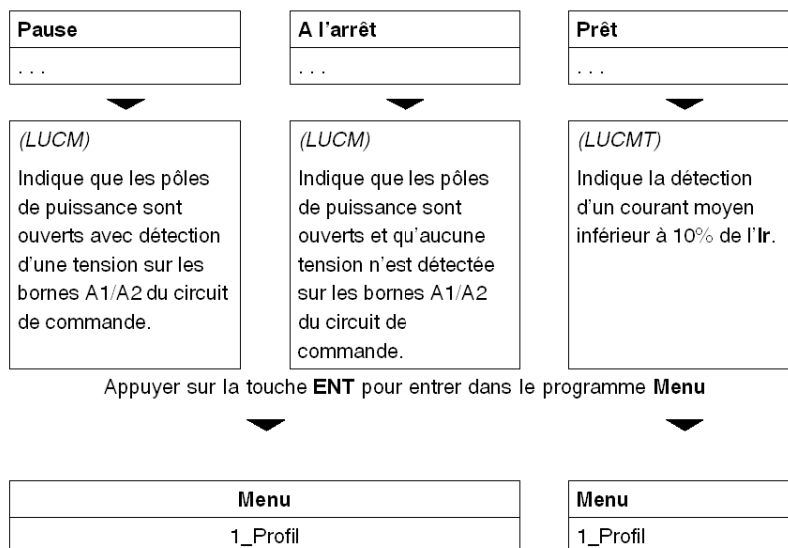 Pause
. . .
A l'arrêt
. . .
Prêt
. . .
(LUCM)
Indique que les pôles
de puissance sont
ouverts avec détection
d'une tension sur les
bornes A1/A2 du circuit
de commande.
(LUCM)
Indique que les pôles
de puissance sont
ouverts et qu'aucune
tension n'est détectée
sur les bornes A1/A2
du circuit de
commande.
(LUCMT)
Indique la détection
d'un courant moyen
inférieur à 10% de l'Ir.
Appuyer sur la touche ENT pour entrer dans le programme Menu
Menu
1_Profil
Menu
1_Profil